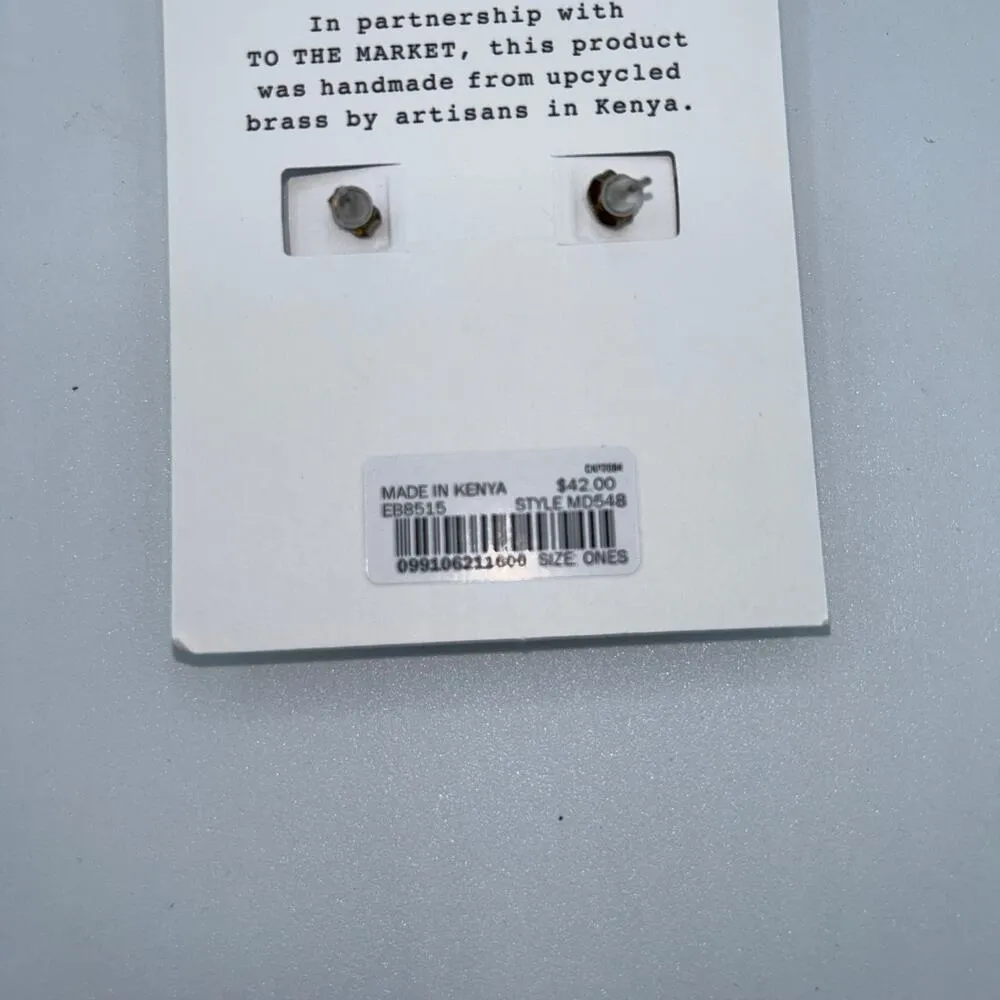 In partnership with
TO THE MARKET, this product
was handmade from upcycled
brass by artisans in Kenya.
MADE IN KENYA $42.00
EB8515 STYLE MD548
099106211600 SIZE: ONES